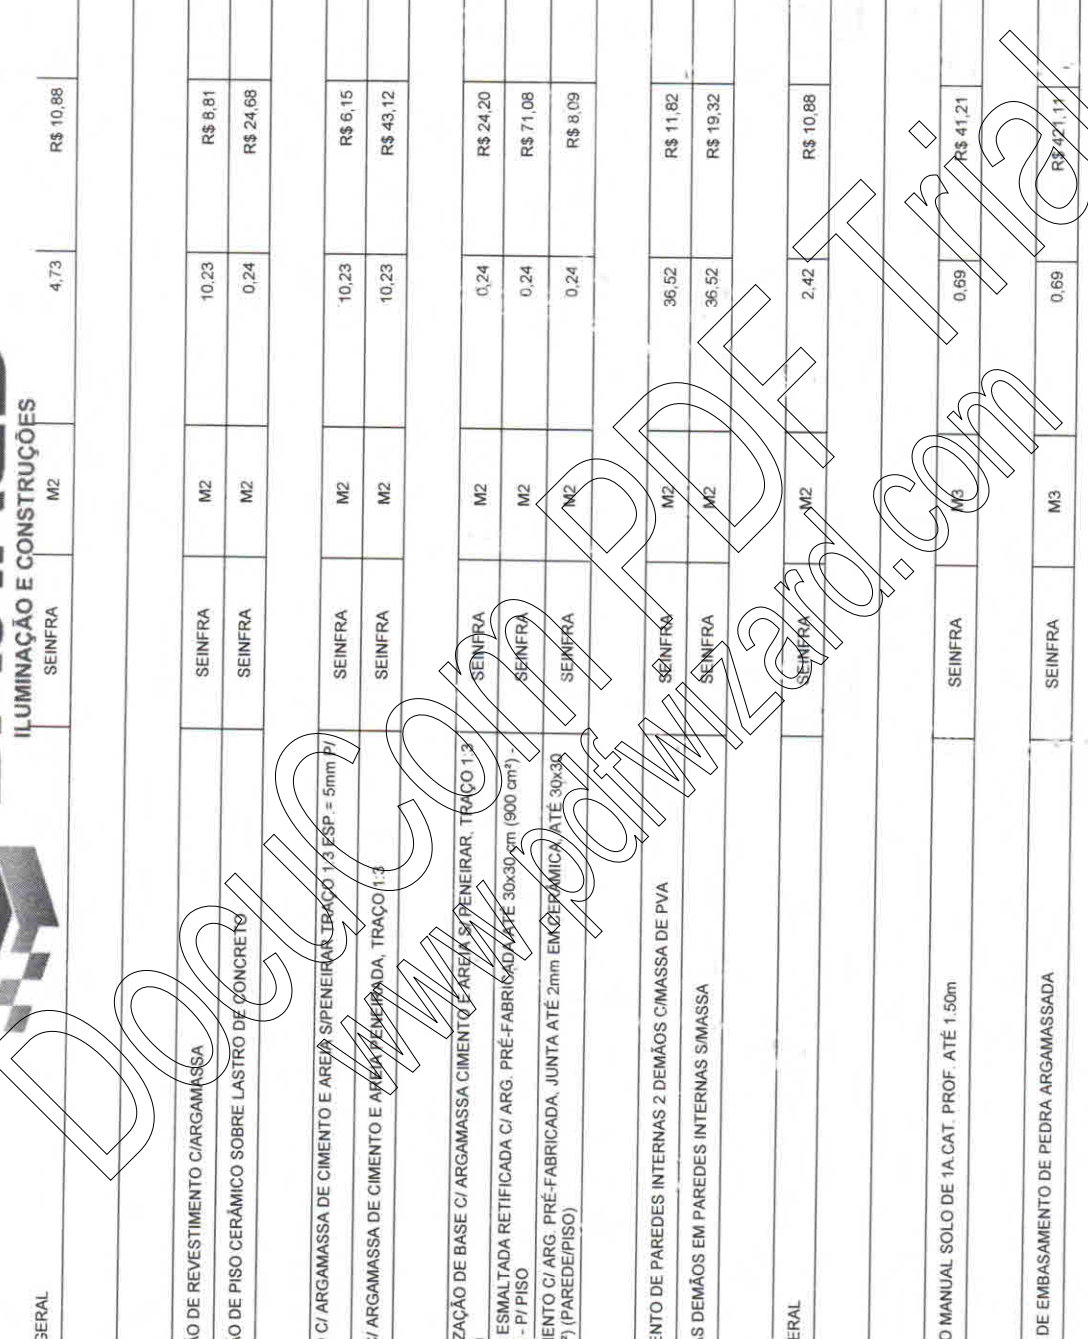 ILUMINAÇÃO E CONSTRUÇÕES
GERAL SEINFRA M2 4,73 R$ 10,88
DE REVESTIMENTO C/ARGAMASSA SEINFRA M2 10,23 R$ 8,81
DE PISO CERÂMICO SOBRE LASTRO DE CONCRETO SEINFRA M2 0,24 R$ 24,68
C/ ARGAMASSA DE CIMENTO E AREIA S/PENEIRAR TRAÇO 1:3 ESP.= 5mm P/ SEINFRA M2 10,23 R$ 6,15
ARGAMASSA DE CIMENTO E AREIA PENEIRADA, TRAÇO 1:3 SEINFRA M2 10,23 R$ 43,12
ZAÇÃO DE BASE C/ ARGAMASSA CIMENTO E AREIA S/ PENEIRAR, TRAÇO 1:3 SEINFRA M2 0,24 R$ 24,20
ESMALTADA RETIFICADA C/ ARG. PRÉ-FABRICADA ATÉ 30x30 cm (900 cm²) - SEINFRA M2 0,24 R$ 71,08
- P/ PISO
MENTO C/ ARG. PRÉ-FABRICADA, JUNTA ATÉ 2mm EM CERÂMICA, ATÉ 30x30 SEINFRA M2 0,24 R$ 8,09
(PAREDE/PISO)
ENTO DE PAREDES INTERNAS 2 DEMÃOS C/MASSA DE PVA SEINFRA M2 36,52 R$ 11,82
S DEMÃOS EM PAREDES INTERNAS S/MASSA SEINFRA M2 36,52 R$ 19,32
ERAL SEINFRA M2 2,42 R$ 10,88
O MANUAL SOLO DE 1A.CAT. PROF. ATÉ 1.50m SEINFRA M3 0,69 R$ 41,21
DE EMBASAMENTO DE PEDRA ARGAMASSADA SEINFRA M3 0,69 R$ 421,11
DocuCom PDF Trial
www.pdfwizard.com